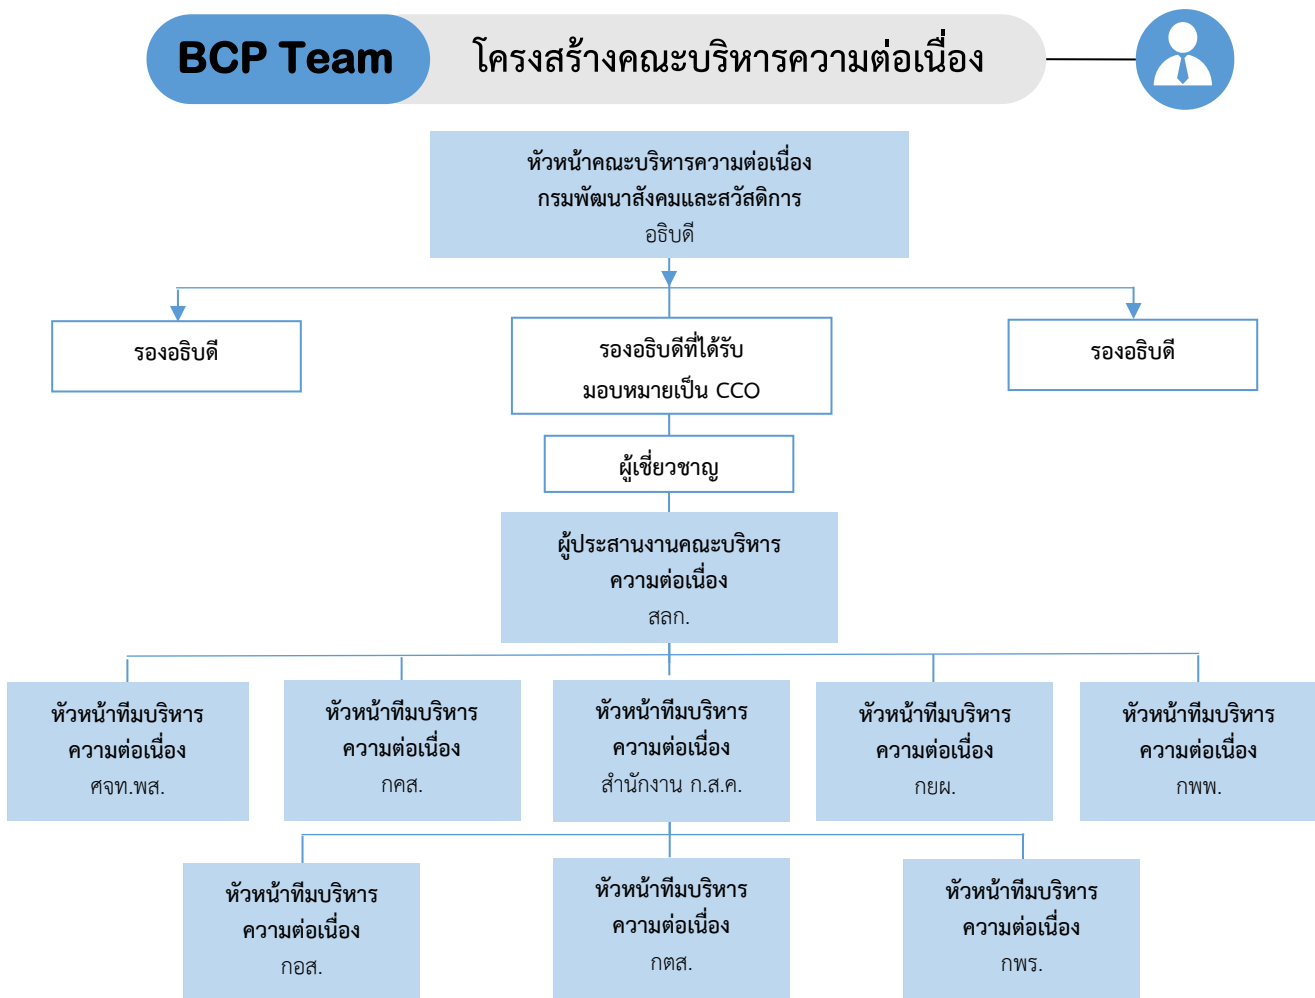 BCP Team โครงสร้างคณะบริหารความต่อเนื่อง
หัวหน้าคณะบริหารความต่อเนื่อง
กรมพัฒนาสังคมและสวัสดิการ
อธิบดี
รองอธิบดี
รองอธิบดีที่ได้รับ
มอบหมายเป็น CCO
รองอธิบดี
ผู้เชี่ยวชาญ
ผู้ประสานงานคณะบริหาร
ความต่อเนื่อง
สลก.
หัวหน้าทีมบริหาร
ความต่อเนื่อง
ศจท.พส.
หัวหน้าทีมบริหาร
ความต่อเนื่อง
กคส.
หัวหน้าทีมบริหาร
ความต่อเนื่อง
สำนักงาน ก.ส.ค.
หัวหน้าทีมบริหาร
ความต่อเนื่อง
กยผ.
หัวหน้าทีมบริหาร
ความต่อเนื่อง
กพพ.
หัวหน้าทีมบริหาร
ความต่อเนื่อง
กอส.
หัวหน้าทีมบริหาร
ความต่อเนื่อง
กตส.
หัวหน้าทีมบริหาร
ความต่อเนื่อง
กพร.